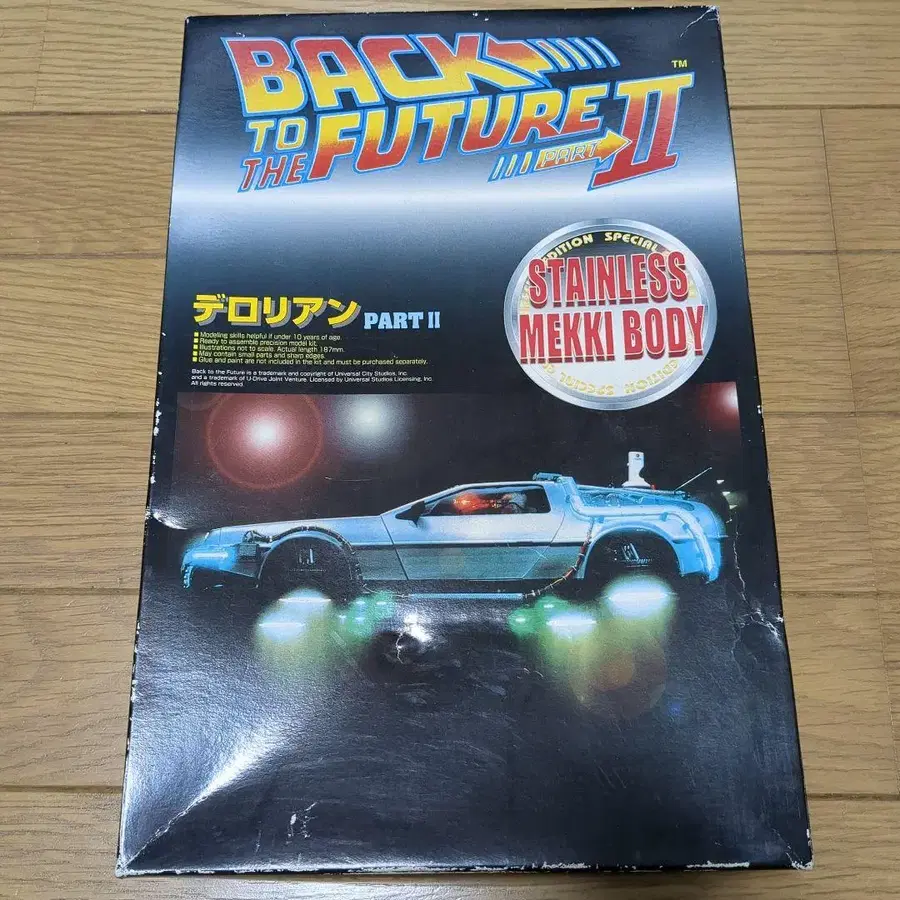 BACK
TO
THE FUTURE
PART II
™
EDITION SPECIAL
STAINLESS
MEKKI BODY
EDITION SPECIAL
デロリアン PART II
■ Modeling skills helpful if under 10 years of age.
■ Ready to assemble precision model kit.
■ Illustrations not to scale. Actual length 187mm.
■ May contain small parts and sharp edges.
■ Glue and paint are not included in the kit and must be purchased separately.
Back to the Future is a trademark and copyright of Universal City Studios, Inc.
and a trademark of U-Drive Joint Venture. Licensed by Universal Studios Licensing, Inc.
All rights reserved.